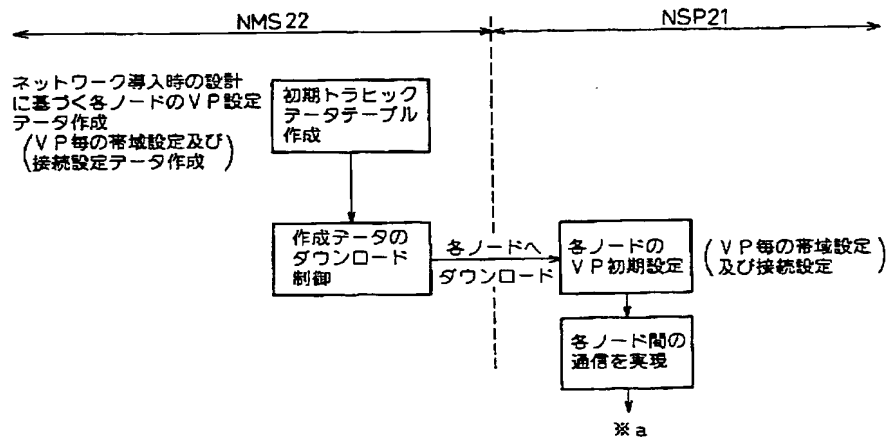 NMS22
NSP21
ネットワーク導入時の設計
に基づく各ノードのVP設定
データ作成
(VP毎の帯域設定及び
接続設定データ作成)
初期トラヒック
データテーブル
作成
作成データの
ダウンロード
制御
各ノードへ
ダウンロード
各ノードの
VP初期設定
(VP毎の帯域設定
及び接続設定)
各ノード間の
通信を実現
※a